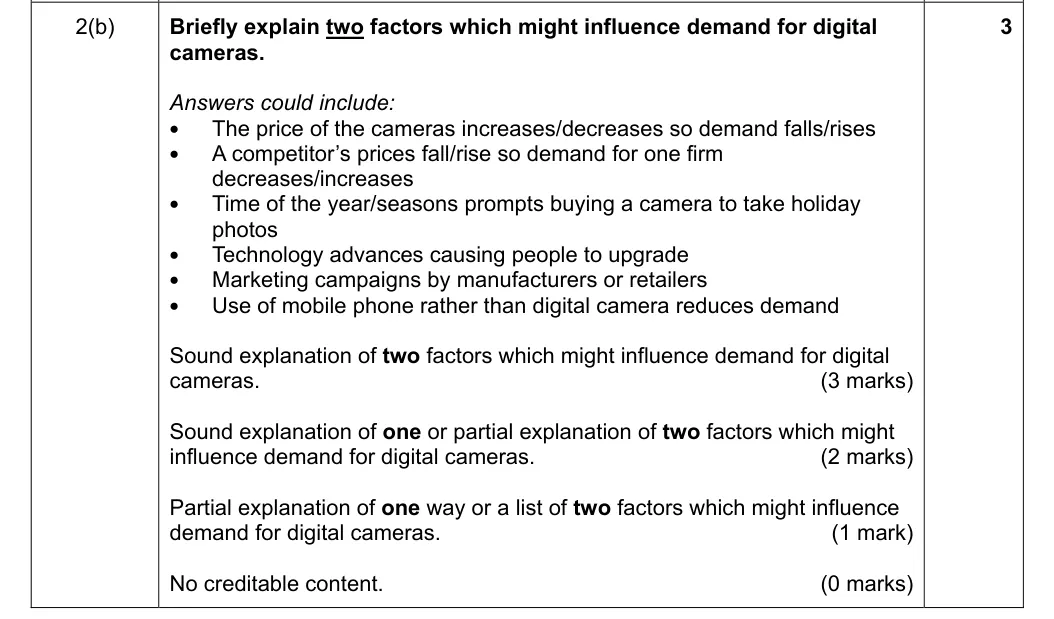 2(b) Briefly explain two factors which might influence demand for digital 3
cameras.
Answers could include:
• The price of the cameras increases/decreases so demand falls/rises
• A competitor’s prices fall/rise so demand for one firm
decreases/increases
• Time of the year/seasons prompts buying a camera to take holiday
photos
• Technology advances causing people to upgrade
• Marketing campaigns by manufacturers or retailers
• Use of mobile phone rather than digital camera reduces demand
Sound explanation of two factors which might influence demand for digital
cameras. (3 marks)
Sound explanation of one or partial explanation of two factors which might
influence demand for digital cameras. (2 marks)
Partial explanation of one way or a list of two factors which might influence
demand for digital cameras. (1 mark)
No creditable content. (0 marks)